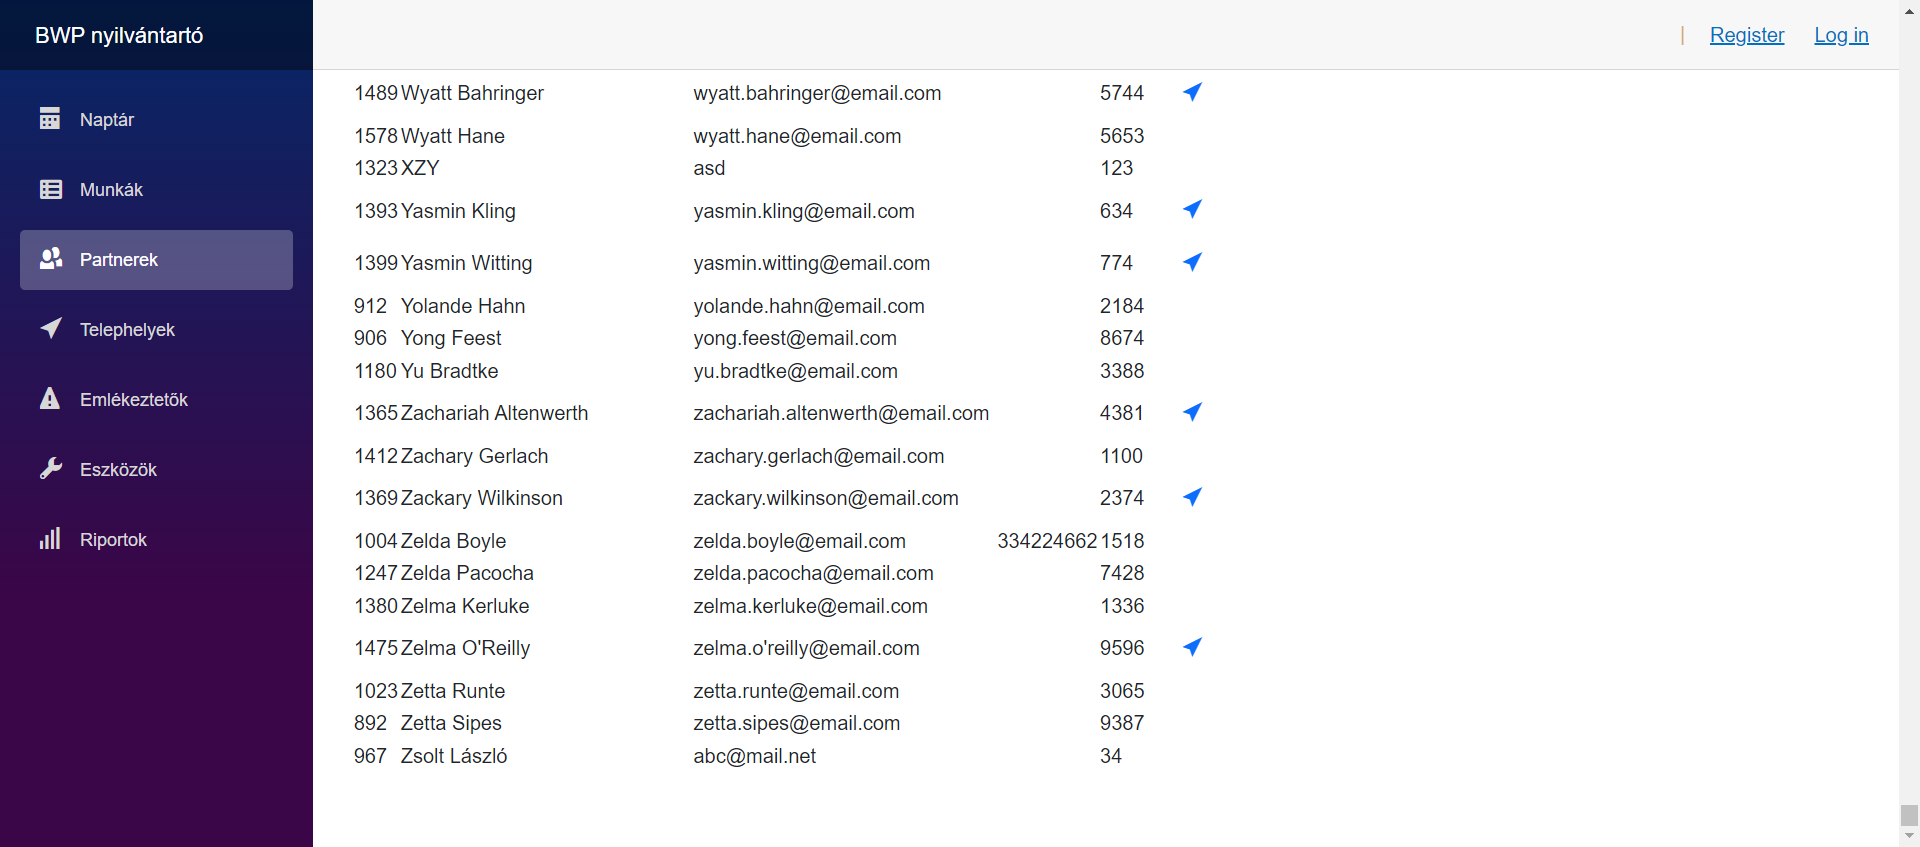 BWP nyilvántartó
| Register Log in
Naptár
Munkák
Partnerek
Telephelyek
Emlékeztetők
Eszközök
Riportok
1489 Wyatt Bahringer wyatt.bahringer@email.com 5744
1578 Wyatt Hane wyatt.hane@email.com 5653
1323 XZY asd 123
1393 Yasmin Kling yasmin.kling@email.com 634
1399 Yasmin Witting yasmin.witting@email.com 774
912 Yolande Hahn yolande.hahn@email.com 2184
906 Yong Feest yong.feest@email.com 8674
1180 Yu Bradtke yu.bradtke@email.com 3388
1365 Zachariah Altenwerth zachariah.altenwerth@email.com 4381
1412 Zachary Gerlach zachary.gerlach@email.com 1100
1369 Zackary Wilkinson zackary.wilkinson@email.com 2374
1004 Zelda Boyle zelda.boyle@email.com 334224662 1518
1247 Zelda Pacocha zelda.pacocha@email.com 7428
1380 Zelma Kerluke zelma.kerluke@email.com 1336
1475 Zelma O'Reilly zelma.o'reilly@email.com 9596
1023 Zetta Runte zetta.runte@email.com 3065
892 Zetta Sipes zetta.sipes@email.com 9387
967 Zsolt László abc@mail.net 34